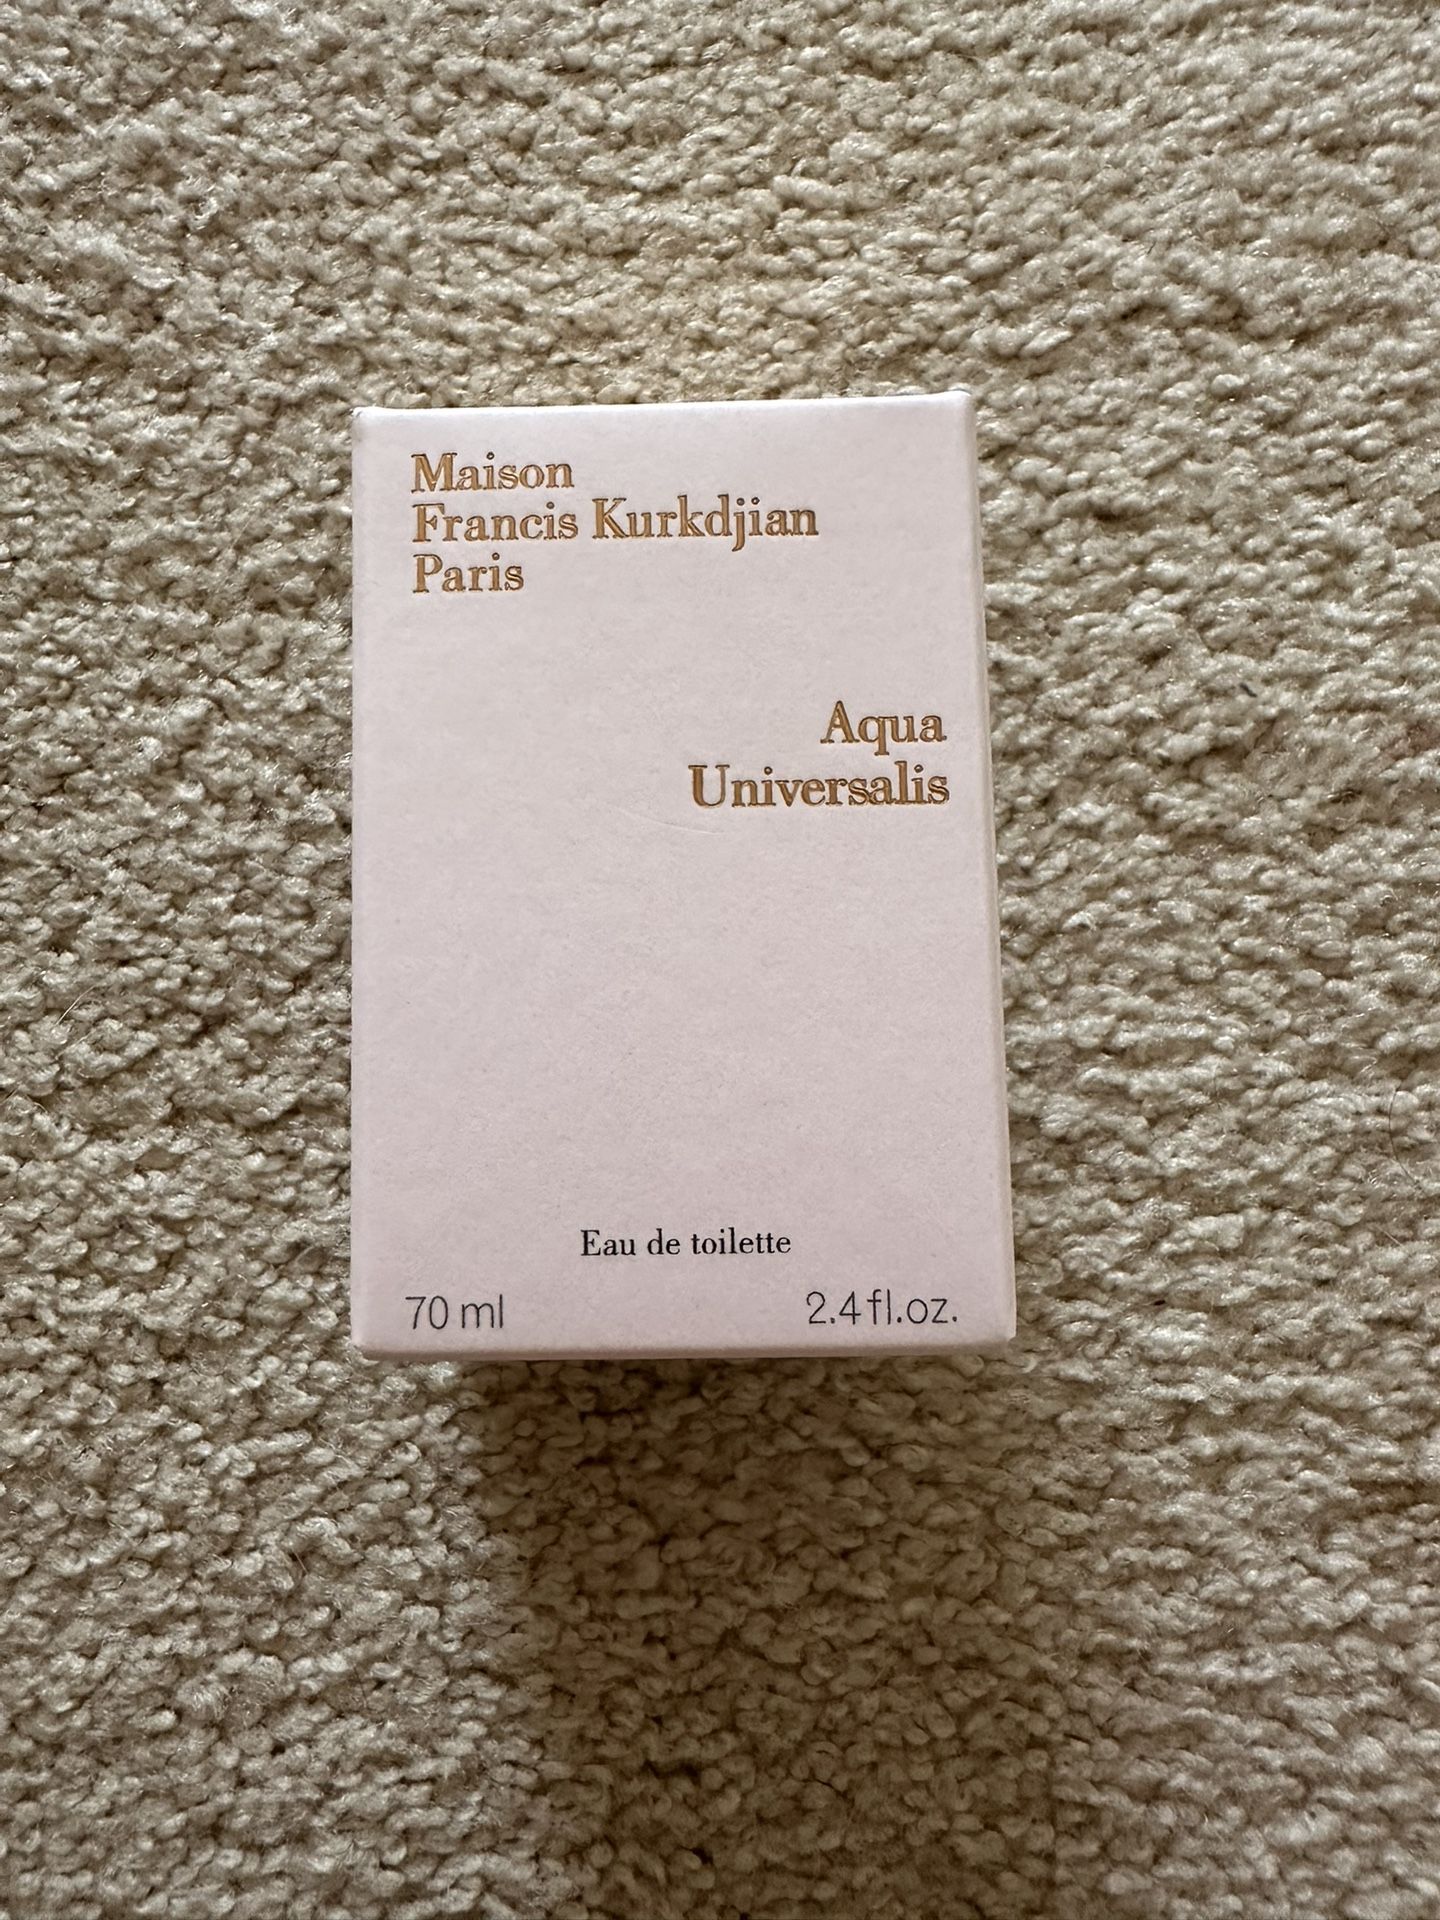 Maison
Francis Kurkdjian
Paris
Aqua
Universalis
Eau de toilette
70 ml 2.4 fl.oz.